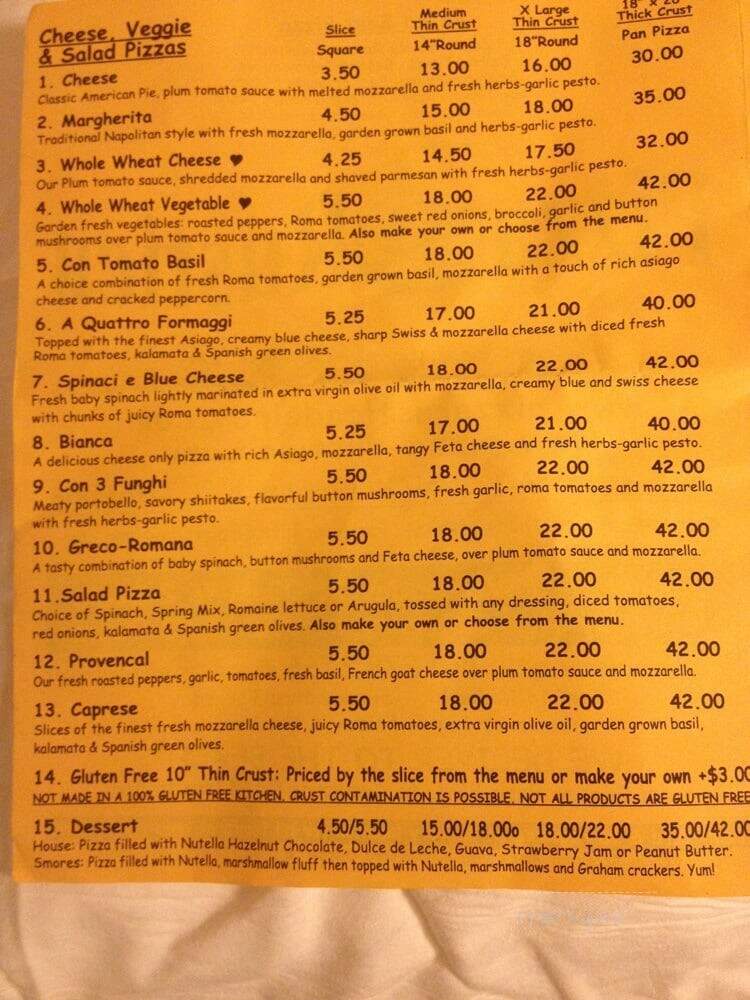 Cheese, Veggie & Salad Pizzas
Slice Square
Medium Thin Crust 14"Round
X Large Thin Crust 18"Round
18" x 26" Thick Crust Pan Pizza
1. Cheese 3.50 13.00 16.00 30.00
Classic American Pie, plum tomato sauce with melted mozzarella and fresh herbs-garlic pesto.
2. Margherita 4.50 15.00 18.00 35.00
Traditional Napolitan style with fresh mozzarella, garden grown basil and herbs-garlic pesto.
3. Whole Wheat Cheese ♥ 4.25 14.50 17.50 32.00
Our Plum tomato sauce, shredded mozzarella and shaved parmesan with fresh herbs-garlic pesto.
4. Whole Wheat Vegetable ♥ 5.50 18.00 22.00 42.00
Garden fresh vegetables: roasted peppers, Roma tomatoes, sweet red onions, broccoli, garlic and button
mushrooms over plum tomato sauce and mozzarella. Also make your own or choose from the menu.
5. Con Tomato Basil 5.50 18.00 22.00 42.00
A choice combination of fresh Roma tomatoes, garden grown basil, mozzarella with a touch of rich asiago
cheese and cracked peppercorn.
6. A Quattro Formaggi 5.25 17.00 21.00 40.00
Topped with the finest Asiago, creamy blue cheese, sharp Swiss & mozzarella cheese with diced fresh
Roma tomatoes, kalamata & Spanish green olives.
7. Spinaci e Blue Cheese 5.50 18.00 22.00 42.00
Fresh baby spinach lightly marinated in extra virgin olive oil with mozzarella, creamy blue and swiss cheese
with chunks of juicy Roma tomatoes.
8. Bianca 5.25 17.00 21.00 40.00
A delicious cheese only pizza with rich Asiago, mozzarella, tangy Feta cheese and fresh herbs-garlic pesto.
9. Con 3 Funghi 5.50 18.00 22.00 42.00
Meaty portobello, savory shiitakes, flavorful button mushrooms, fresh garlic, roma tomatoes and mozzarella
with fresh herbs-garlic pesto.
10. Greco-Romana 5.50 18.00 22.00 42.00
A tasty combination of baby spinach, button mushrooms and Feta cheese, over plum tomato sauce and mozzarella.
11.Salad Pizza 5.50 18.00 22.00 42.00
Choice of Spinach, Spring Mix, Romaine lettuce or Arugula, tossed with any dressing, diced tomatoes,
red onions, kalamata & Spanish green olives. Also make your own or choose from the menu.
12. Provencal 5.50 18.00 22.00 42.00
Our fresh roasted peppers, garlic, tomatoes, fresh basil, French goat cheese over plum tomato sauce and mozzarella.
13. Caprese 5.50 18.00 22.00 42.00
Slices of the finest fresh mozzarella cheese, juicy Roma tomatoes, extra virgin olive oil, garden grown basil,
kalamata & Spanish green olives.
14. Gluten Free 10" Thin Crust: Priced by the slice from the menu or make your own +$3.00
NOT MADE IN A 100% GLUTEN FREE KITCHEN. CRUST CONTAMINATION IS POSSIBLE. NOT ALL PRODUCTS ARE GLUTEN FREE
15. Dessert 4.50/5.50 15.00/18.00o 18.00/22.00 35.00/42.00
House: Pizza filled with Nutella Hazelnut Chocolate, Dulce de Leche, Guava, Strawberry Jam or Peanut Butter.
Smores: Pizza filled with Nutella, marshmallow fluff then topped with Nutella, marshmallows and Graham crackers. Yum!